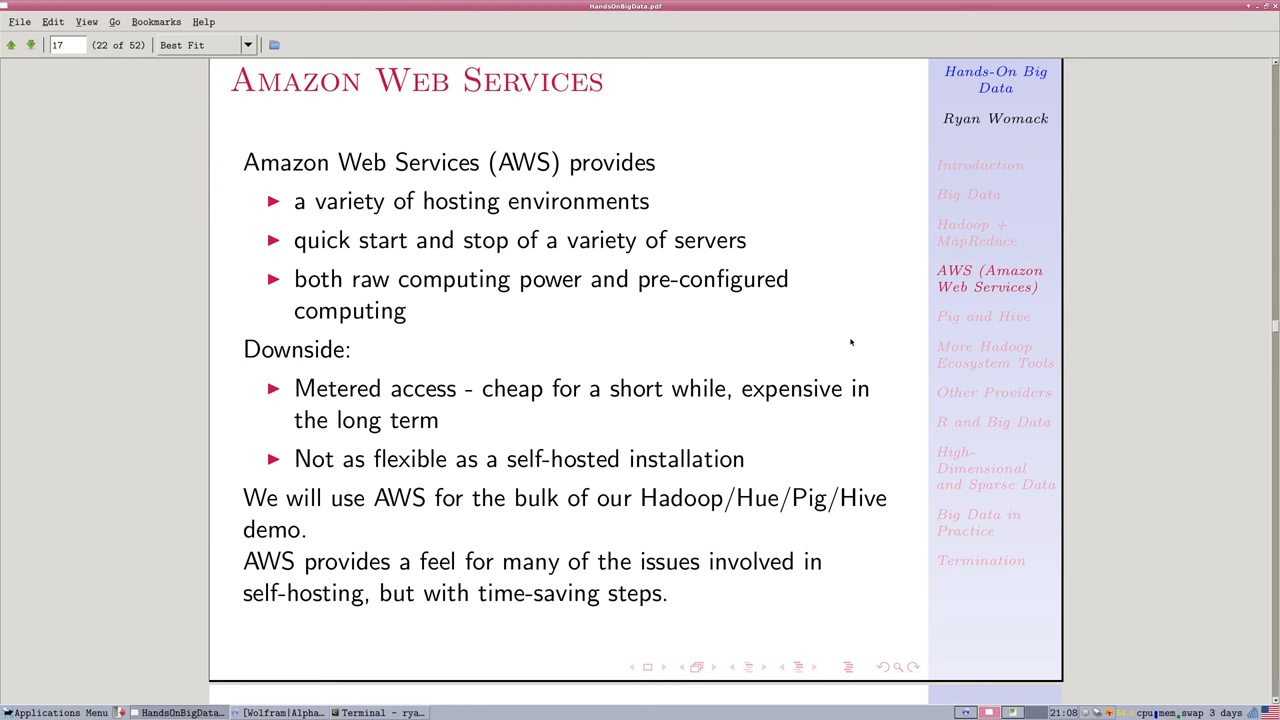 HandsOnBigData.pdf
File Edit View Go Bookmarks Help
17 (22 of 52) Best Fit
AMAZON WEB SERVICES
Amazon Web Services (AWS) provides
a variety of hosting environments
quick start and stop of a variety of servers
both raw computing power and pre-configured
computing
Downside:
Metered access - cheap for a short while, expensive in
the long term
Not as flexible as a self-hosted installation
We will use AWS for the bulk of our Hadoop/Hue/Pig/Hive
demo.
AWS provides a feel for many of the issues involved in
self-hosting, but with time-saving steps.
Hands-On Big
Data
Ryan Womack
Introduction
Big Data
Hadoop +
MapReduce
AWS (Amazon
Web Services)
Pig and Hive
More Hadoop
Ecosystem Tools
Other Providers
R and Big Data
High-
Dimensional
and Sparse Data
Big Data in
Practice
Termination
Applications Menu HandsOnBigData... [Wolfram|Alpha... Terminal - rya... 21:08 cpu mem swap 3 days